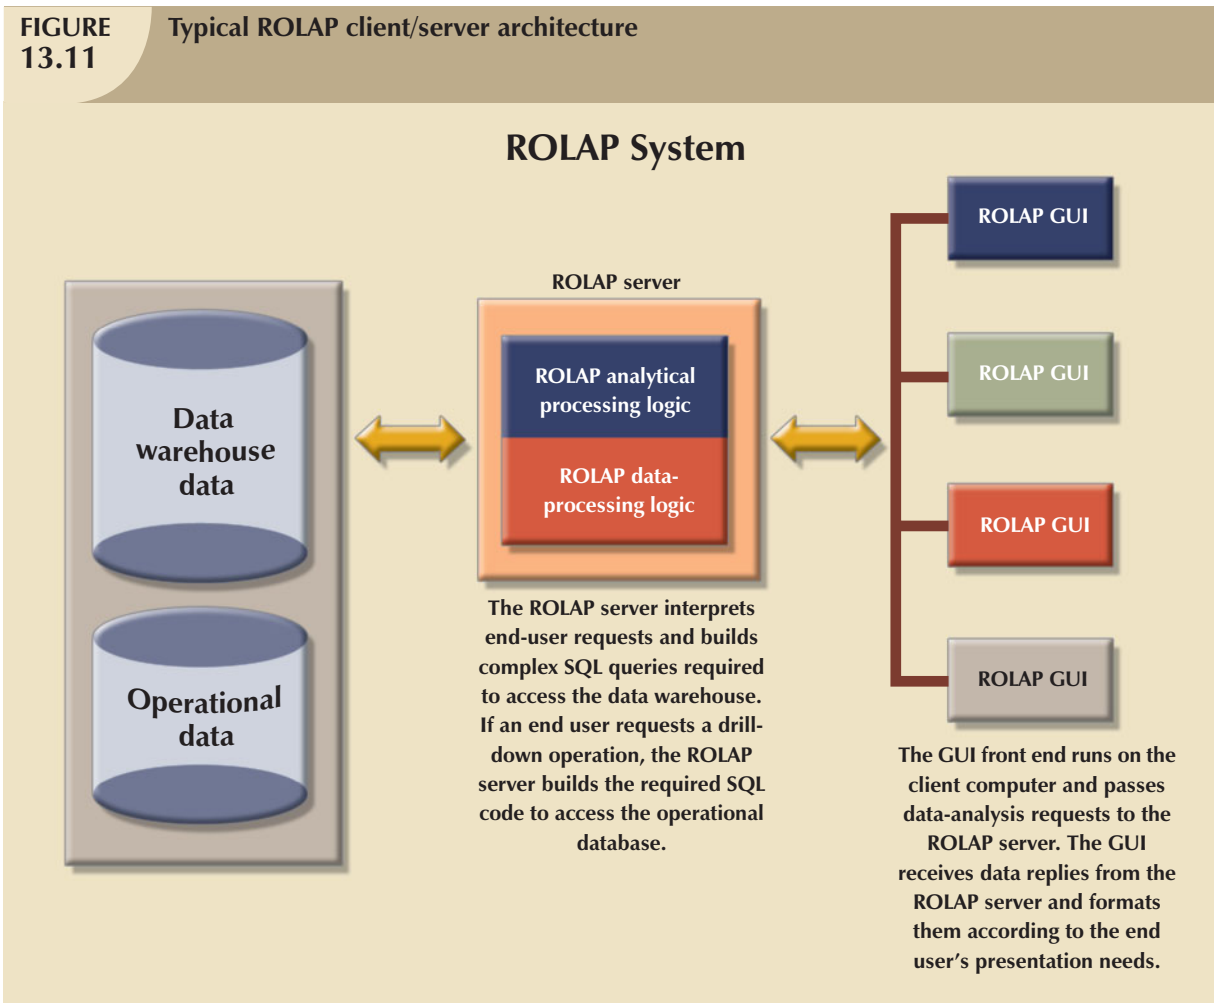 FIGURE
13.11
Typical ROLAP client/server architecture
ROLAP System
Data
warehouse
data
Operational
data
ROLAP server
ROLAP analytical
processing logic
ROLAP data-
processing logic
The ROLAP server interprets
end-user requests and builds
complex SQL queries required
to access the data warehouse.
If an end user requests a drill-
down operation, the ROLAP
server builds the required SQL
code to access the operational
database.
ROLAP GUI
ROLAP GUI
ROLAP GUI
ROLAP GUI
The GUI front end runs on the
client computer and passes
data-analysis requests to the
ROLAP server. The GUI
receives data replies from the
ROLAP server and formats
them according to the end
user's presentation needs.